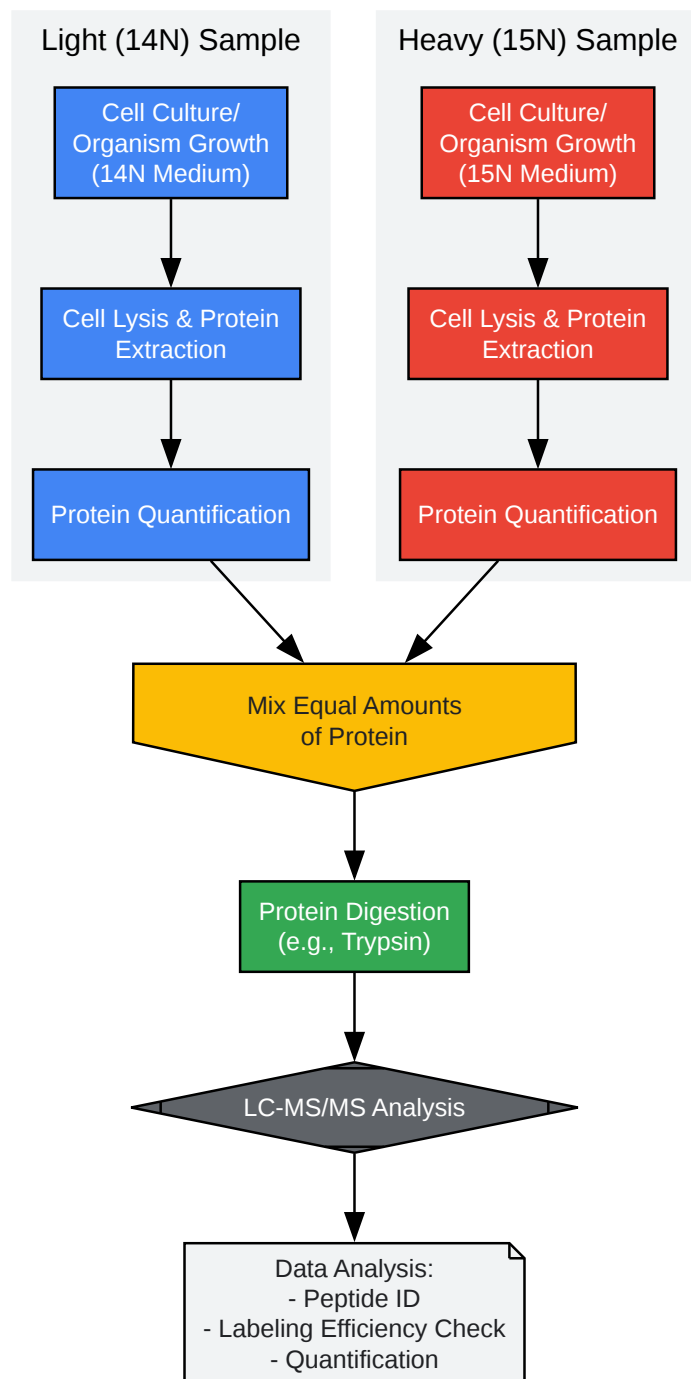 Light (14N) Sample
Cell Culture/
Organism Growth
(14N Medium)
Cell Lysis & Protein
Extraction
Protein Quantification
Heavy (15N) Sample
Cell Culture/
Organism Growth
(15N Medium)
Cell Lysis & Protein
Extraction
Protein Quantification
Mix Equal Amounts
of Protein
Protein Digestion
(e.g., Trypsin)
LC-MS/MS Analysis
Data Analysis:
- Peptide ID
- Labeling Efficiency Check
- Quantification